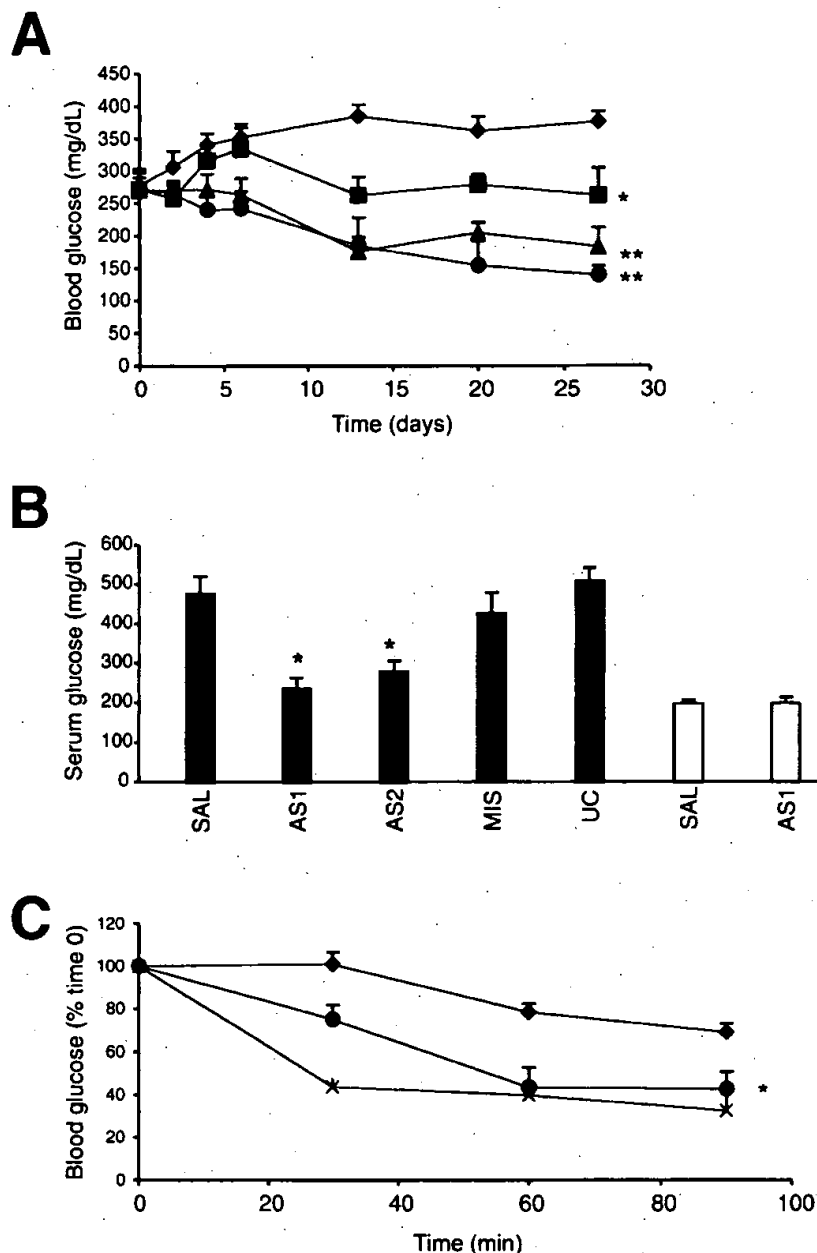 A
Blood glucose (mg/dL)
450
400
350
300
250
200
150
100
50
0
*
**
**
0 5 10 15 20 25 30
Time (days)
B
Serum glucose (mg/dL)
600
500
400
300
200
100
0
* *
SAL AS1 AS2 MIS UC SAL AS1
C
Blood glucose (% time 0)
120
100
80
60
40
20
0
*
0 20 40 60 80 100
Time (min)